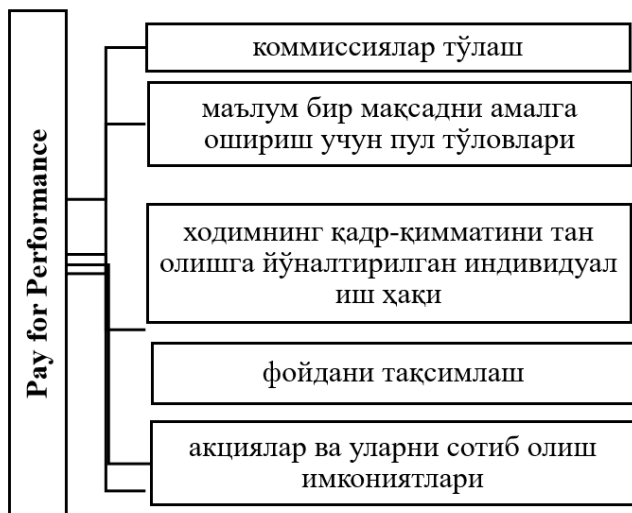 Pay for Performance
коммиссиялар тўлаш
маълум бир мақсадни амалга
ошириш учун пул тўловлари
ходимнинг қадр-қимматини тан
олишга йўналтирилган индивидуал
иш ҳақи
фойдани тақсимлаш
акциялар ва уларни сотиб олиш
имкониятлари